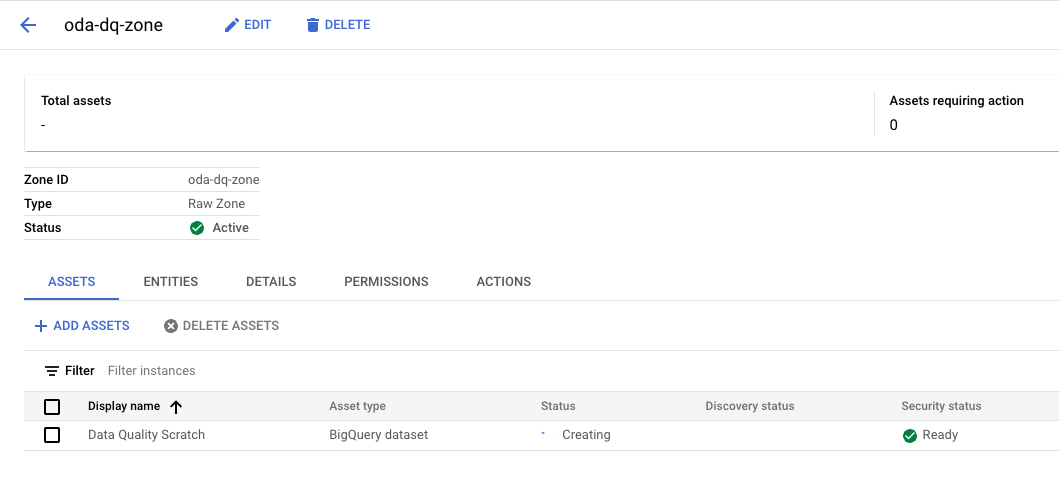 oda-dq-zone EDIT DELETE
Total assets Assets requiring action
- 0
Zone ID oda-dq-zone
Type Raw Zone
Status Active
ASSETS ENTITIES DETAILS PERMISSIONS ACTIONS
ADD ASSETS DELETE ASSETS
Filter Filter instances
Display name Asset type Status Discovery status Security status
Data Quality Scratch BigQuery dataset Creating Ready